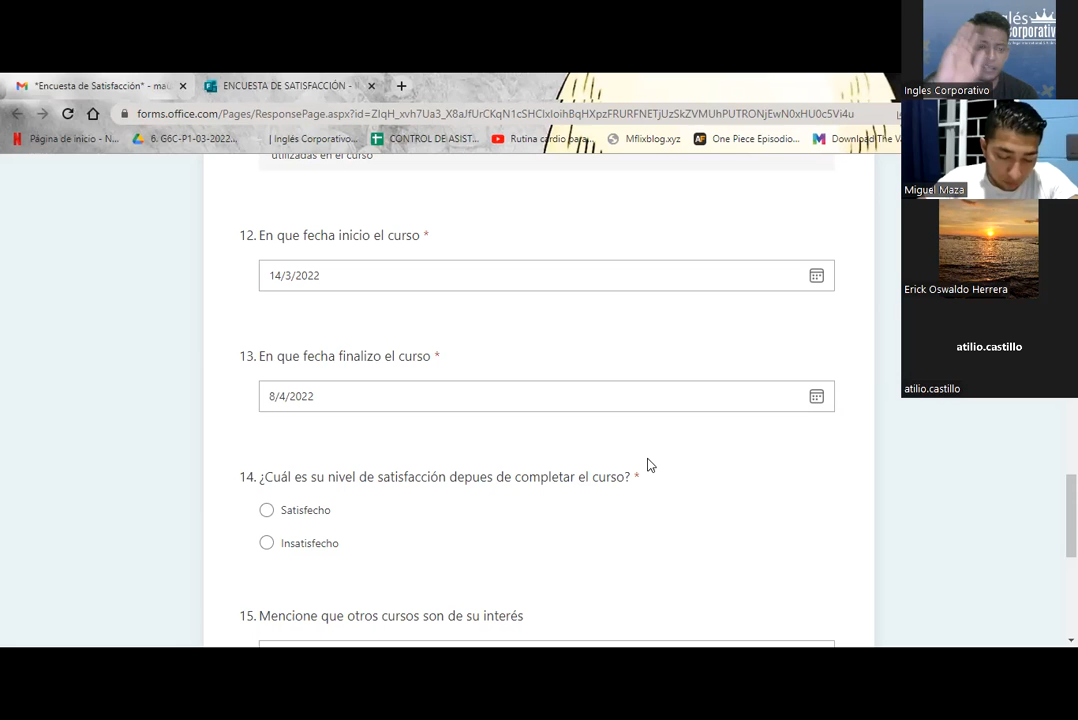 *Encuesta de Satisfacción* - ma
ENCUESTA DE SATISFACCIÓN -
forms.office.com/Pages/ResponsePage.aspx?id=ZIqH_xvh7Ua3_X8aJfUrCKqN1cSHCIxIoihBqHXpzFRURFNETjUzSkZVMUhPUTRONjEwN0xHU0c5Vi4u
Página de inicio - N...
6. G6C-P1-03-2022...
| Inglés Corporativo...
CONTROL DE ASIST...
Rutina cardio para...
Mflixblog.xyz
One Piece Episodio...
Download The Va
utilizadas en el curso
12. En que fecha inicio el curso *
14/3/2022
13. En que fecha finalizo el curso *
8/4/2022
14. ¿Cuál es su nivel de satisfacción depues de completar el curso? *
Satisfecho
Insatisfecho
15. Mencione que otros cursos son de su interés
Ingles Corporativo
Miguel Maza
Erick Oswaldo Herrera
atilio.castillo
atilio.castillo